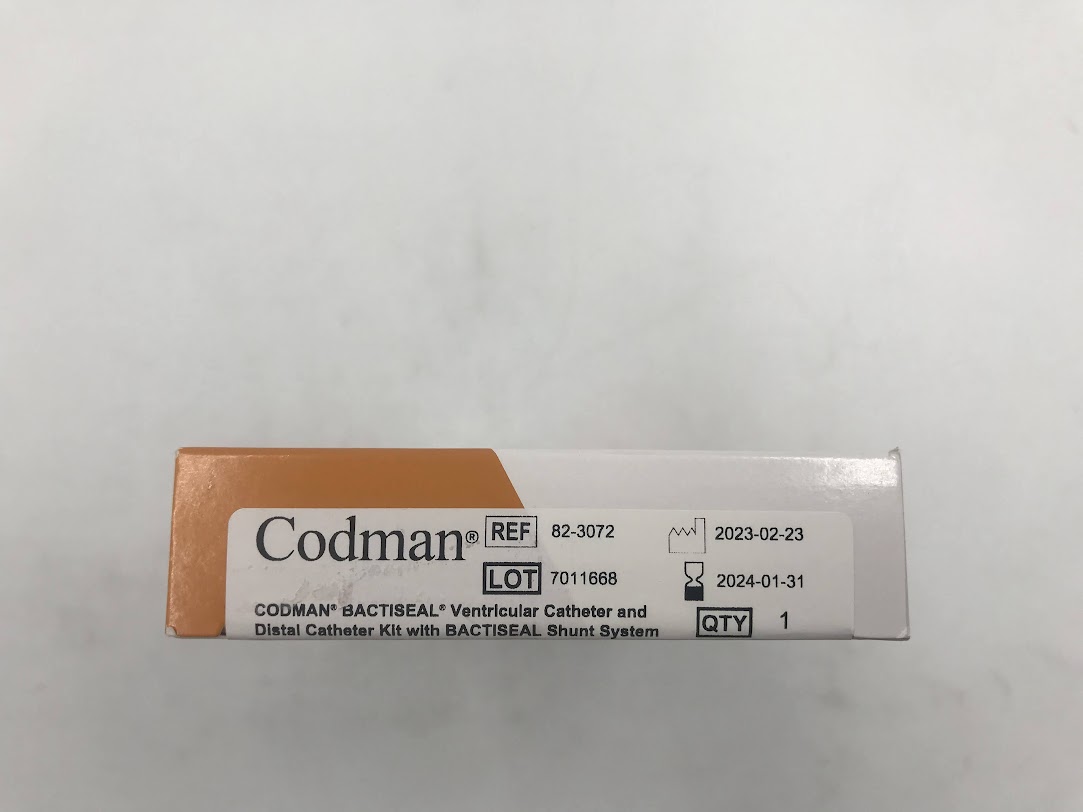 Codman® REF 82-3072 2023-02-23
LOT 7011668 2024-01-31
CODMAN® BACTISEAL® Ventricular Catheter and
Distal Catheter Kit with BACTISEAL Shunt System
QTY 1